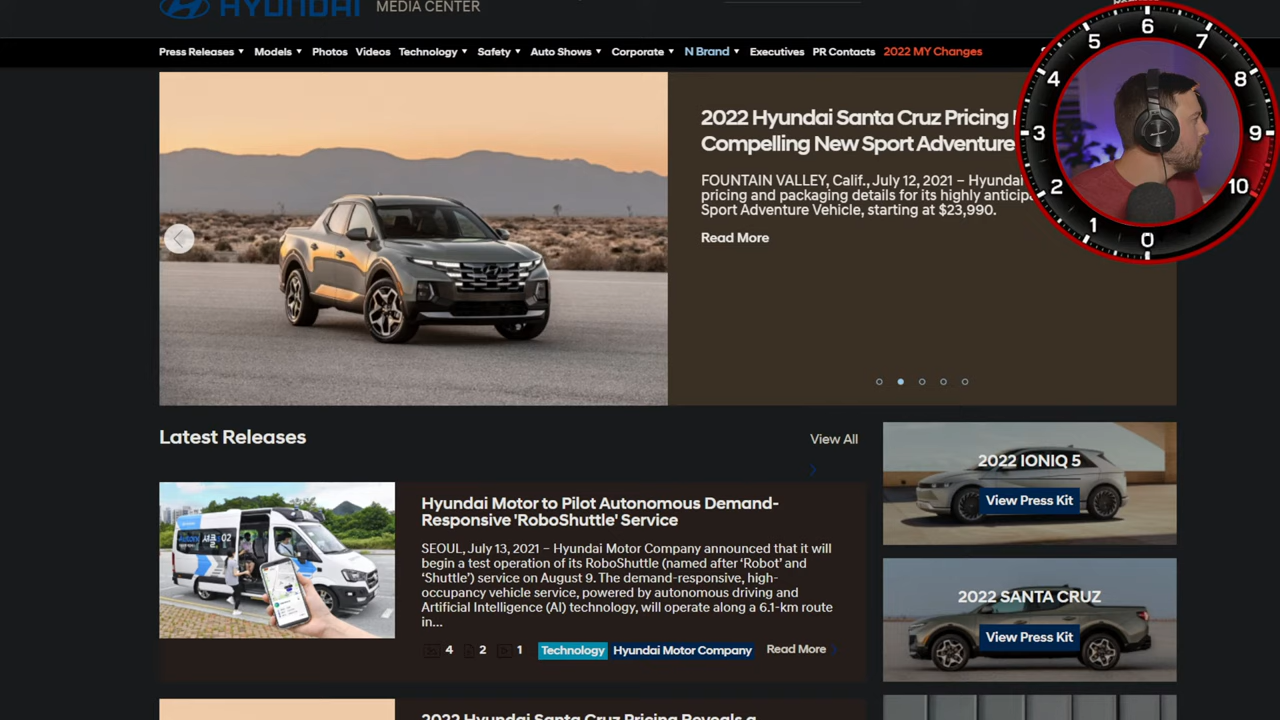 HYUNDAI
MEDIA CENTER
Press Releases
Models
Photos
Videos
Technology
Safety
Auto Shows
Corporate
N Brand
Executives
PR Contacts
2022 MY Changes
2022 Hyundai Santa Cruz Pricing
Compelling New Sport Adventure
FOUNTAIN VALLEY, Calif., July 12, 2021 – Hyundai
pricing and packaging details for its highly
Sport Adventure Vehicle, starting at $23,990.
Read More
0
1
2
3
4
5
6
7
8
9
10
Latest Releases
View All
Hyundai Motor to Pilot Autonomous Demand-
Responsive 'RoboShuttle' Service
SEOUL, July 13, 2021 – Hyundai Motor Company announced that it will
begin a test operation of its RoboShuttle (named after ‘Robot’ and
‘Shuttle’) service on August 9. The demand-responsive, high-
occupancy vehicle service, powered by autonomous driving and
Artificial Intelligence (AI) technology, will operate along a 6.1-km route
in...
4
2
1
Technology
Hyundai Motor Company
Read More
2022 IONIQ 5
View Press Kit
2022 SANTA CRUZ
View Press Kit
2022 Hyundai Santa Cruz Pricing Reveals a